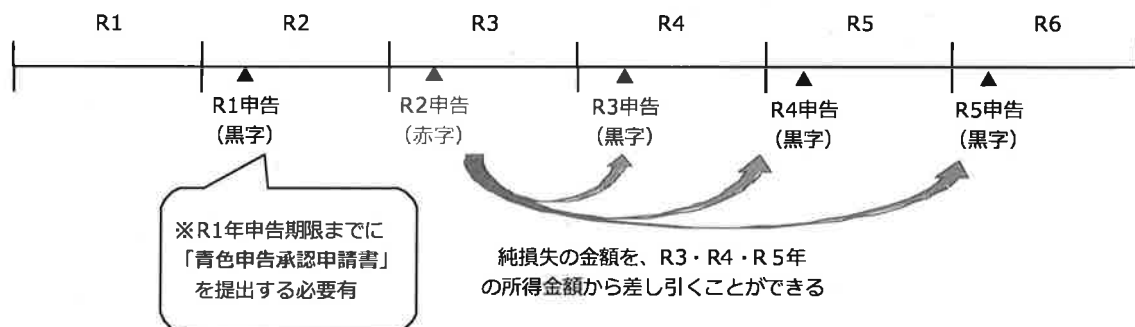 R1 R2 R3 R4 R5 R6
R1申告 R2申告 R3申告 R4申告 R5申告
(黒字) (赤字) (黒字) (黒字) (黒字)
※R1年申告期限までに
「青色申告承認申請書」
を提出する必要有
純損失の金額を、R3・R4・R5年
の所得金額から差し引くことができる